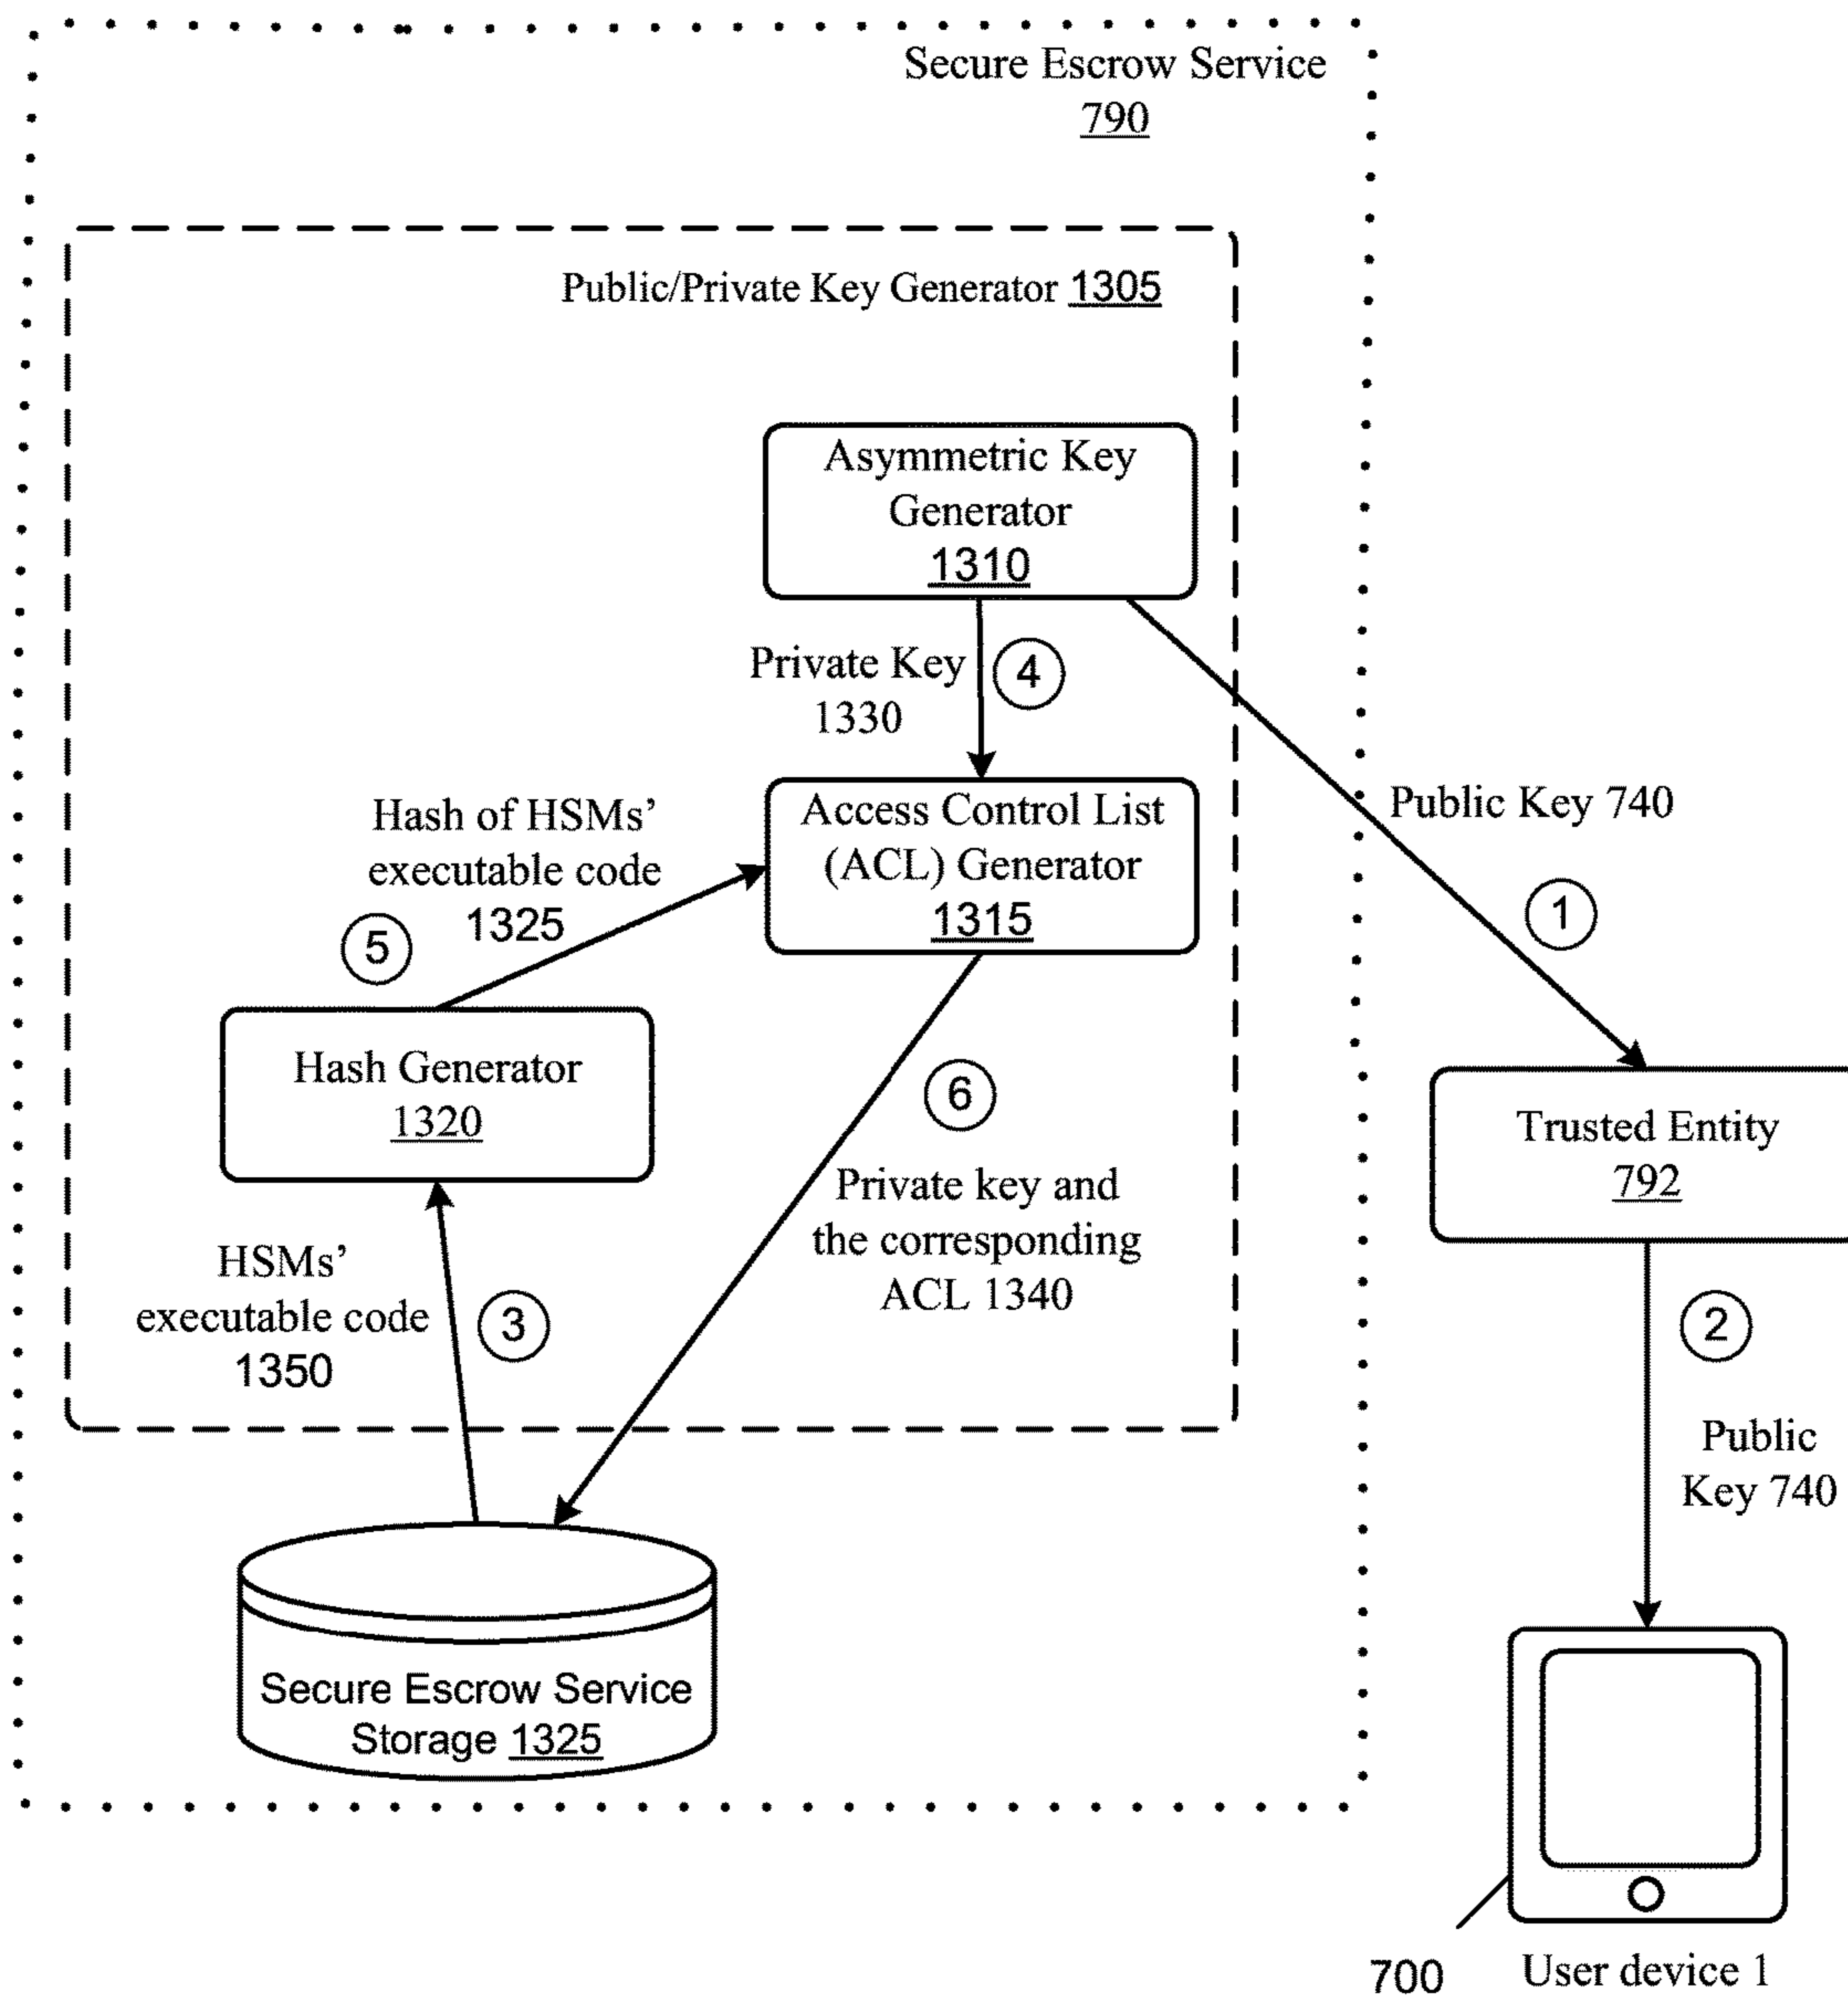 Secure Escrow Service
790
Public/Private Key Generator 1305
Asymmetric Key
Generator
1310
Private Key
1330
4
Public Key 740
1
Hash of HSMs’
executable code
1325
5
Access Control List
(ACL) Generator
1315
Hash Generator
1320
6
Private key and
the corresponding
ACL 1340
Trusted Entity
792
HSMs’
executable code
1350
3
2
Public
Key 740
Secure Escrow Service
Storage 1325
700
User device 1